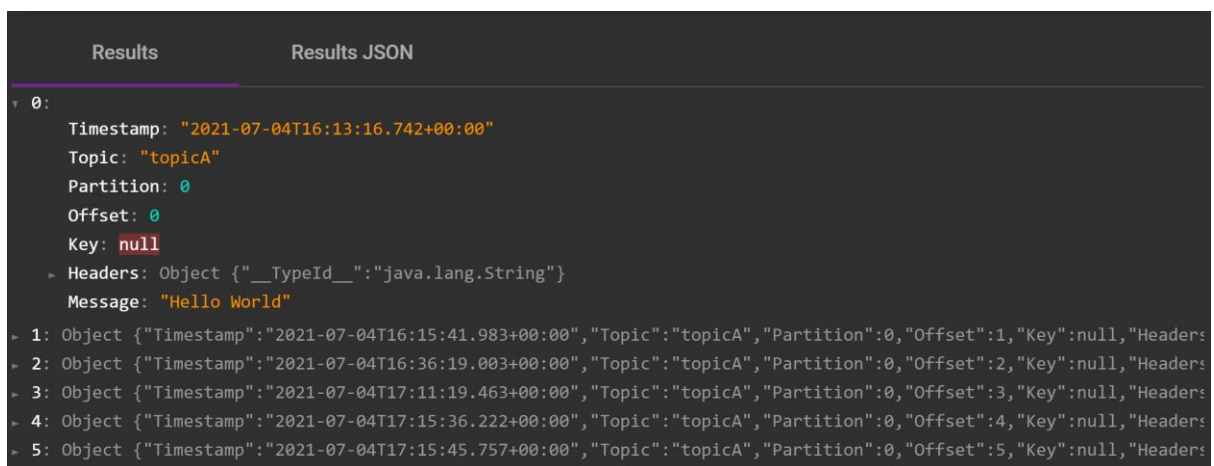 Results Results JSON
0:
Timestamp: "2021-07-04T16:13:16.742+00:00"
Topic: "topicA"
Partition: 0
Offset: 0
Key: null
Headers: Object {"__TypeId__":"java.lang.String"}
Message: "Hello World"
1: Object {"Timestamp":"2021-07-04T16:15:41.983+00:00","Topic":"topicA","Partition":0,"Offset":1,"Key":null,"Headers
2: Object {"Timestamp":"2021-07-04T16:36:19.003+00:00","Topic":"topicA","Partition":0,"Offset":2,"Key":null,"Headers
3: Object {"Timestamp":"2021-07-04T17:11:19.463+00:00","Topic":"topicA","Partition":0,"Offset":3,"Key":null,"Headers
4: Object {"Timestamp":"2021-07-04T17:15:36.222+00:00","Topic":"topicA","Partition":0,"Offset":4,"Key":null,"Headers
5: Object {"Timestamp":"2021-07-04T17:15:45.757+00:00","Topic":"topicA","Partition":0,"Offset":5,"Key":null,"Headers